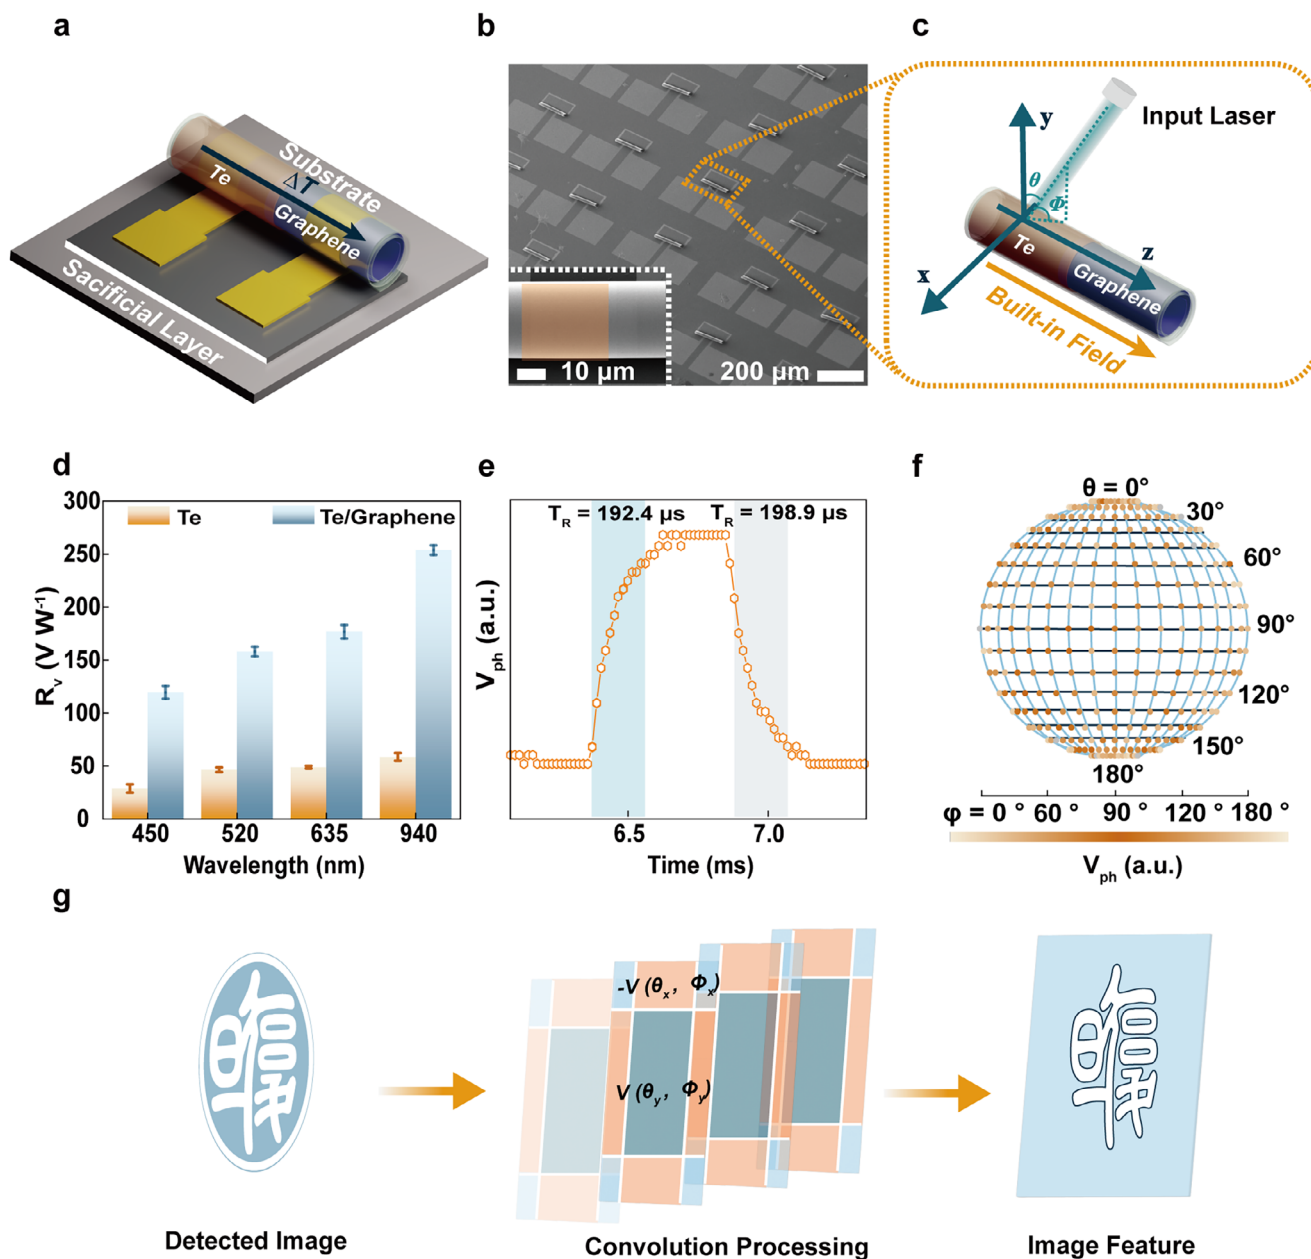 a
Substrate
Te
ΔT
Graphene
Sacificial Layer
b
10 μm
200 μm
c
Input Laser
y
θ
Φ
Te
z
Graphene
x
Built-in Field
d
300
250
200
150
100
50
0
R_v (V W⁻¹)
Te
Te/Graphene
450 520 635 940
Wavelength (nm)
e
T_R = 192.4 μs
T_R = 198.9 μs
V_ph (a.u.)
6.5 7.0
Time (ms)
f
θ = 0°
30°
60°
90°
120°
150°
180°
φ = 0 ° 60 ° 90 ° 120 ° 180 °
V_ph (a.u.)
g
-V (θ_x, Φ_x)
V (θ_y, Φ_y)
Detected Image
Convolution Processing
Image Feature